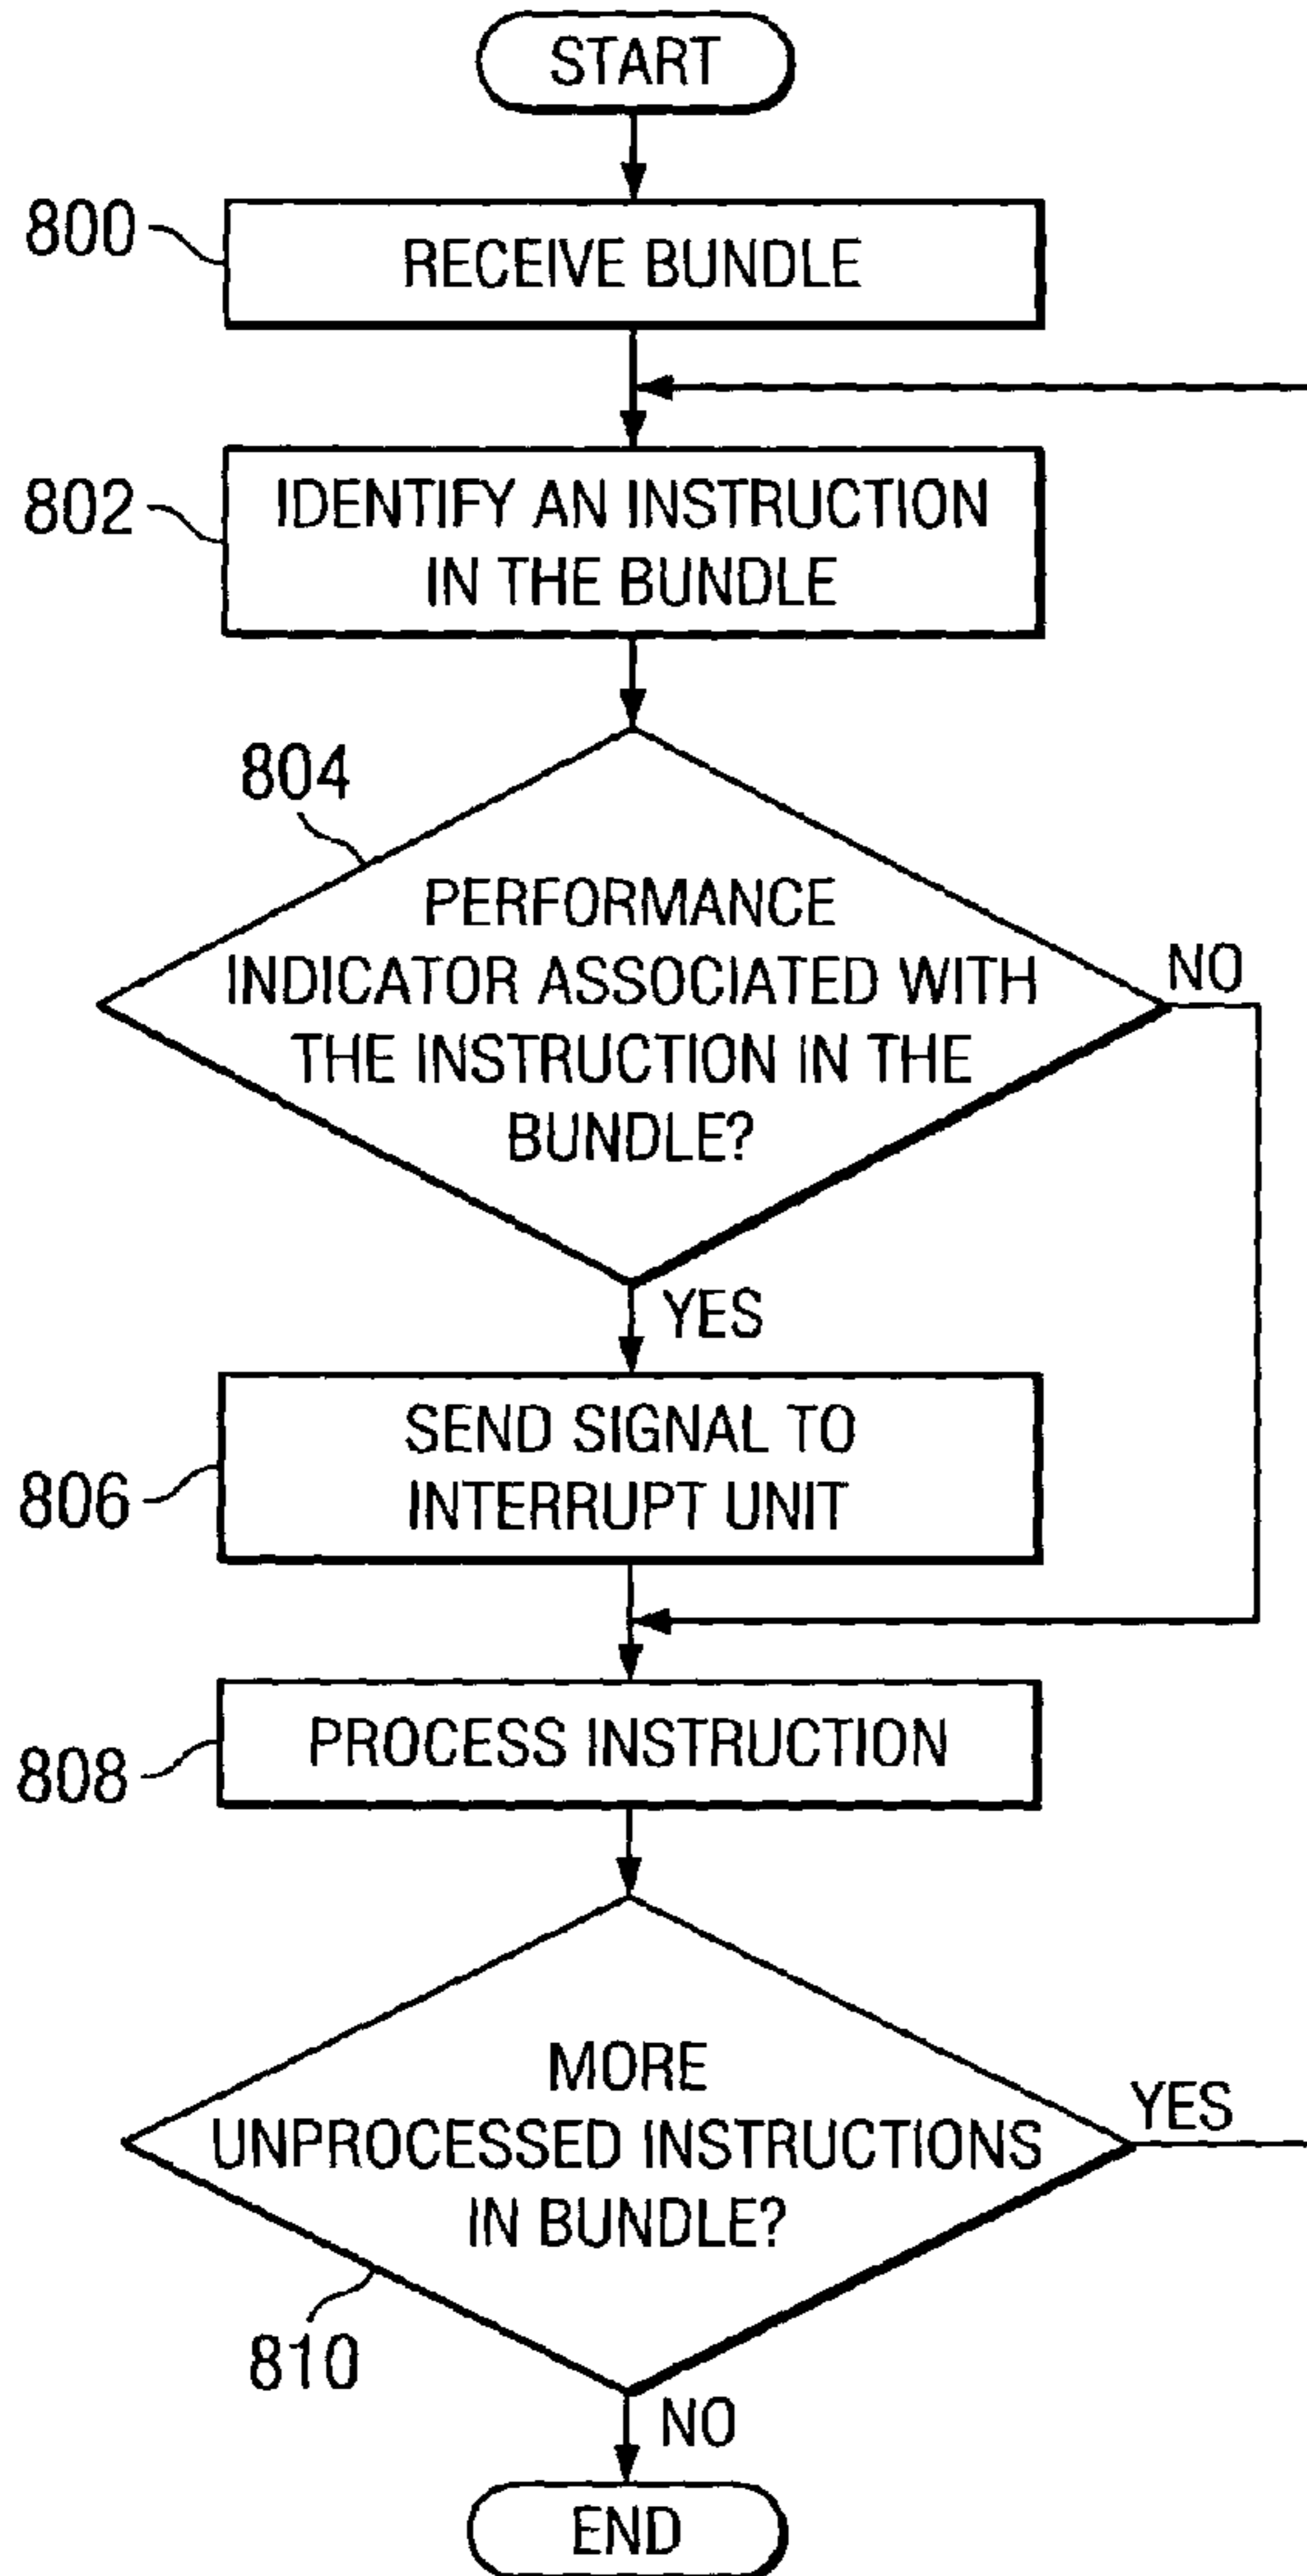 START
800
RECEIVE BUNDLE
802
IDENTIFY AN INSTRUCTION
IN THE BUNDLE
804
PERFORMANCE
INDICATOR ASSOCIATED WITH
THE INSTRUCTION IN THE
BUNDLE?
NO
YES
806
SEND SIGNAL TO
INTERRUPT UNIT
808
PROCESS INSTRUCTION
MORE
UNPROCESSED INSTRUCTIONS
IN BUNDLE?
YES
810
NO
END